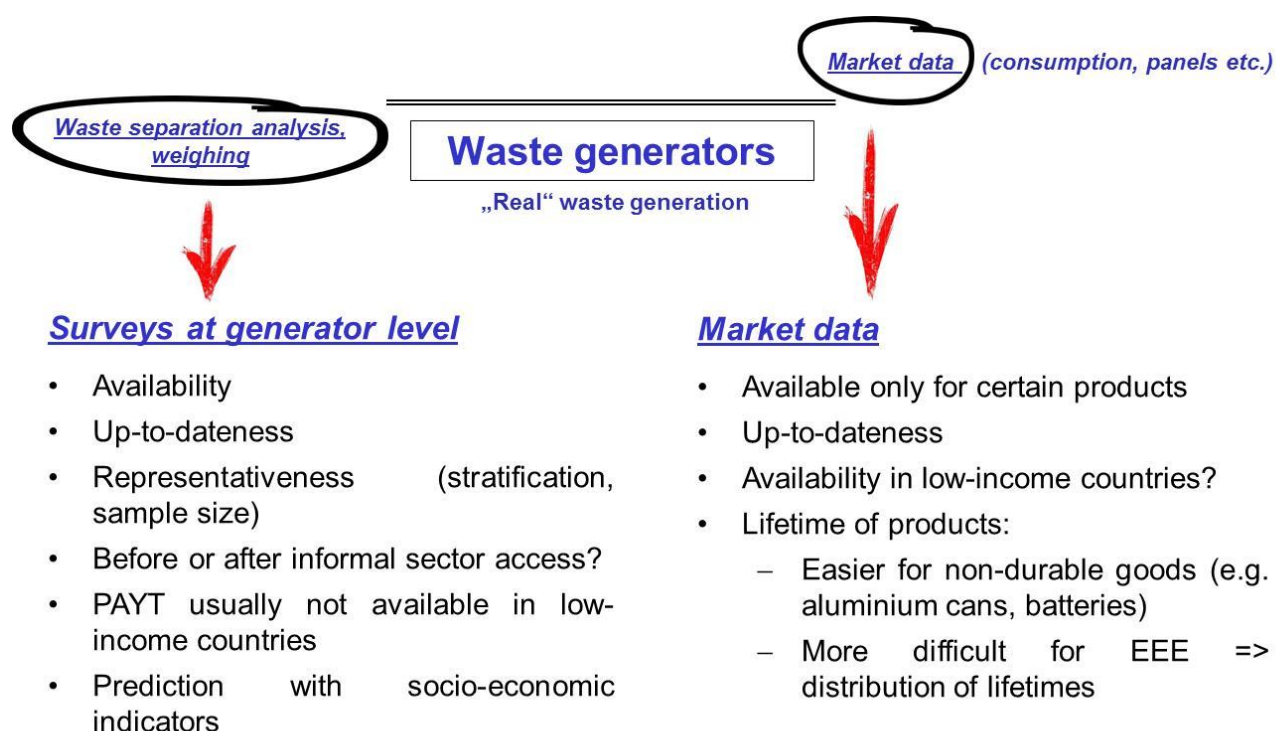 Market data (consumption, panels etc.)
Waste separation analysis,
weighing
Waste generators
„Real“ waste generation
Surveys at generator level
• Availability
• Up-to-dateness
• Representativeness (stratification,
sample size)
• Before or after informal sector access?
• PAYT usually not available in low-
income countries
• Prediction with socio-economic
indicators
Market data
• Available only for certain products
• Up-to-dateness
• Availability in low-income countries?
• Lifetime of products:
– Easier for non-durable goods (e.g.
aluminium cans, batteries)
– More difficult for EEE =>
distribution of lifetimes